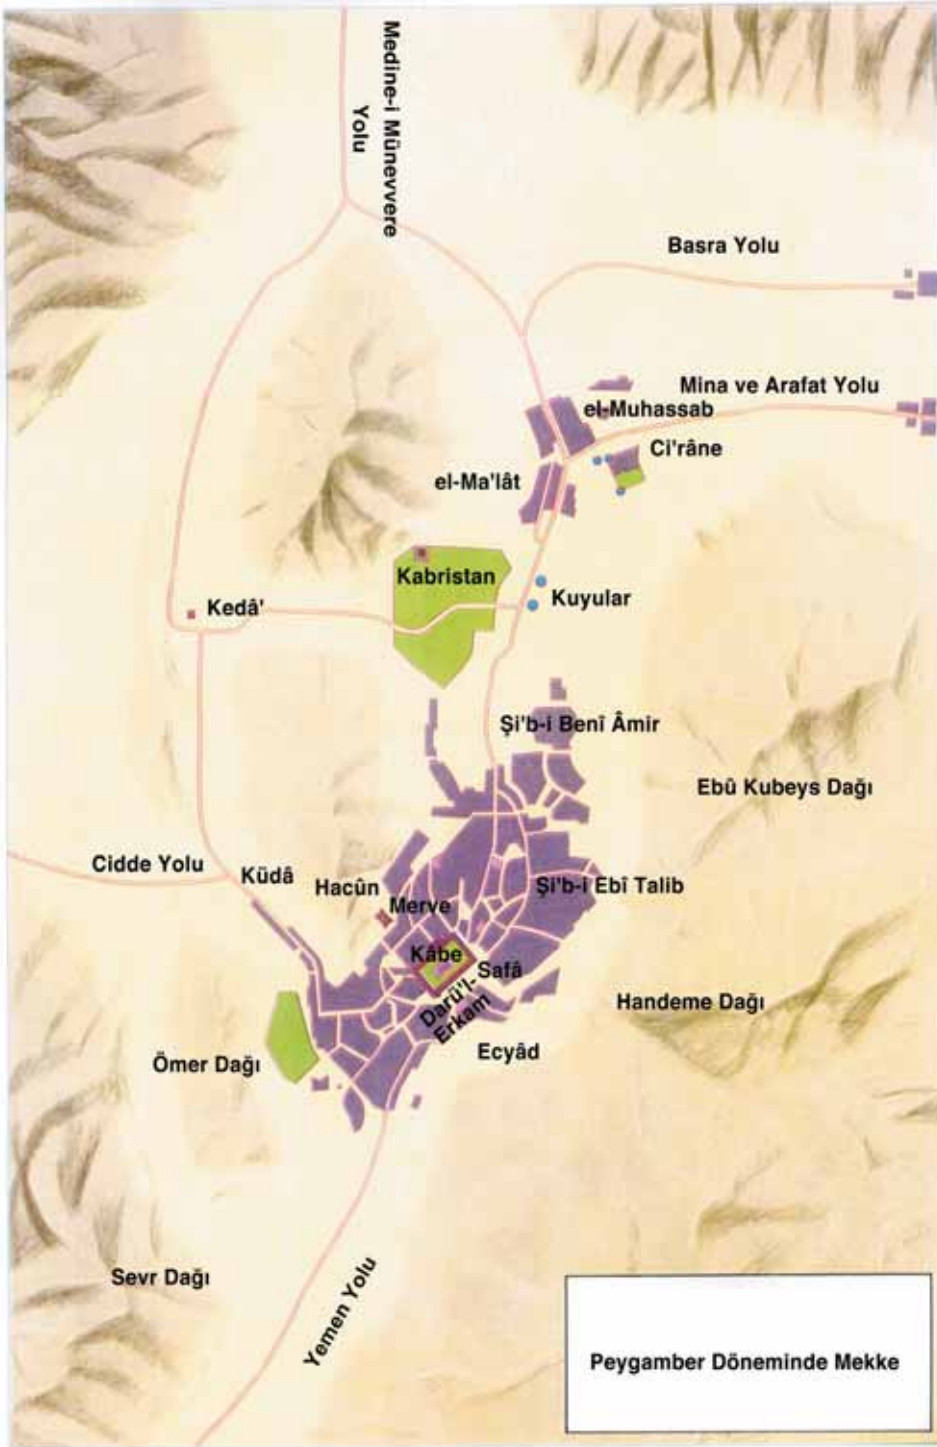 Medine-i Münevvere
Yolu
Basra Yolu
Mina ve Arafat Yolu
el-Muhassab
Ci'râne
el-Ma'lât
Kabristan
Kedâ'
Kuyular
Şi'b-i Benî Âmir
Ebû Kubeys Dağı
Cidde Yolu
Küdâ
Hacûn
Şi'b-i Ebî Talib
Merve
Kâbe
Safâ
Darü'l-
Erkam
Handeme Dağı
Ecyâd
Ömer Dağı
Sevr Dağı
Yemen Yolu
Peygamber Döneminde Mekke